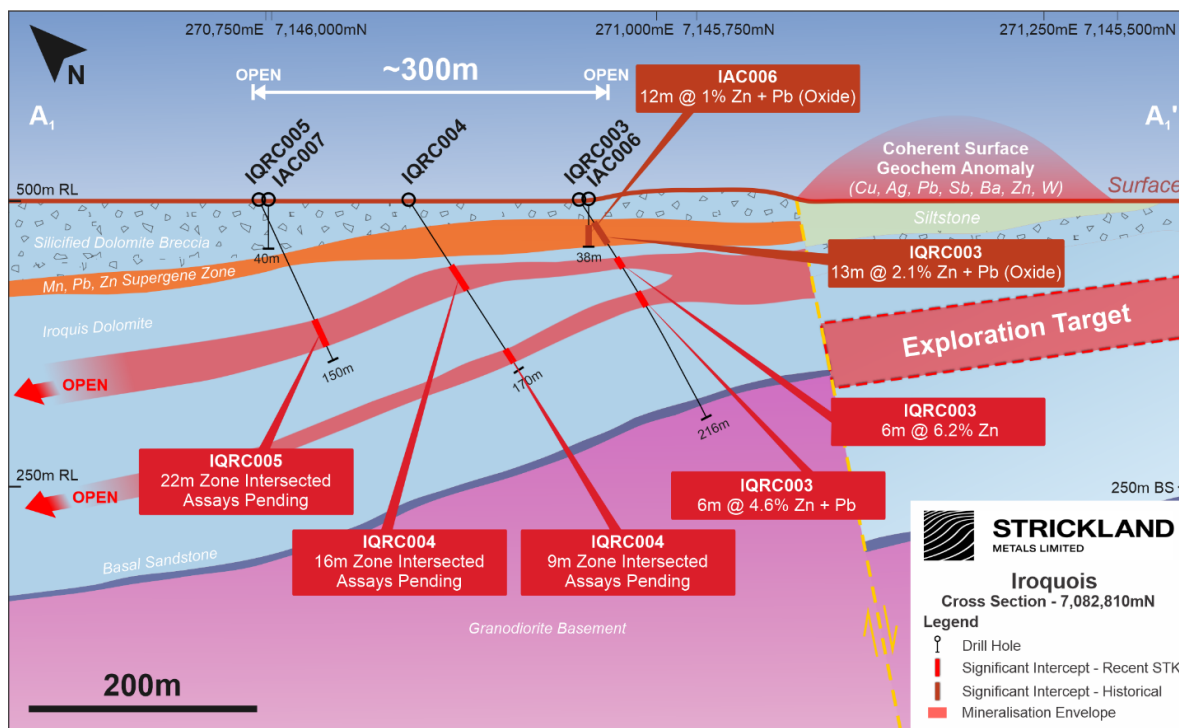 270,750mE 7,146,000mN
271,000mE 7,145,750mN
271,250mE 7,145,500mN
N
OPEN
~300m
OPEN
IAC006
12m @ 1% Zn + Pb (Oxide)
A1
A1'
IQRC005
IAC007
IQRC004
IQRC003
IAC006
Coherent Surface
Geochem Anomaly
(Cu, Ag, Pb, Sb, Ba, Zn, W)
500m RL
Surface
Siltstone
Silicified Dolomite Breccia
40m
38m
IQRC003
13m @ 2.1% Zn + Pb (Oxide)
Mn, Pb, Zn Supergene Zone
Iroquis Dolomite
Exploration Target
150m
170m
216m
OPEN
IQRC003
6m @ 6.2% Zn
IQRC005
22m Zone Intersected
Assays Pending
IQRC003
6m @ 4.6% Zn + Pb
250m RL
OPEN
250m BS
IQRC004
16m Zone Intersected
Assays Pending
IQRC004
9m Zone Intersected
Assays Pending
Basal Sandstone
Granodiorite Basement
200m
STRICKLAND
METALS LIMITED
Iroquois
Cross Section - 7,082,810mN
Legend
Drill Hole
Significant Intercept - Recent STK
Significant Intercept - Historical
Mineralisation Envelope